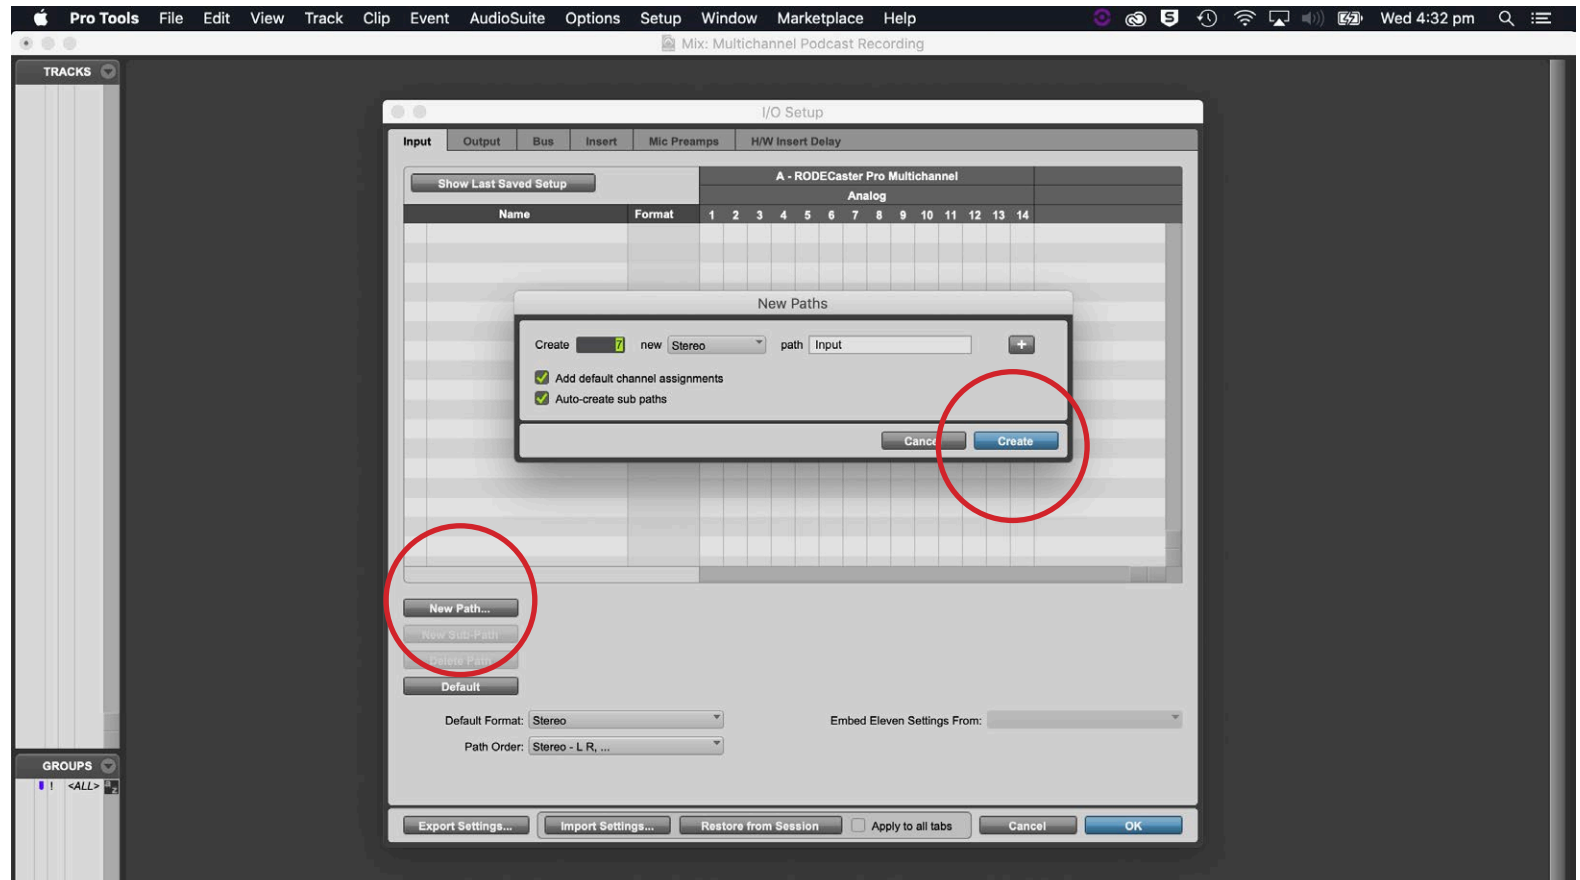 Pro Tools File Edit View Track Clip Event AudioSuite Options Setup Window Marketplace Help Wed 4:32 pm
Mix: Multichannel Podcast Recording
TRACKS
I/O Setup
Input Output Bus Insert Mic Preamps H/W Insert Delay
Show Last Saved Setup
A - RODECaster Pro Multichannel
Analog
Name Format 1 2 3 4 5 6 7 8 9 10 11 12 13 14
New Paths
Create 7 new Stereo path Input +
Add default channel assignments
Auto-create sub paths
Cancel Create
New Path...
New Sub-Path
Delete Path
Default
Default Format: Stereo Embed Eleven Settings From:
Path Order: Stereo - L R, ...
GROUPS
! <ALL> a z
Export Settings... Import Settings... Restore from Session Apply to all tabs Cancel OK